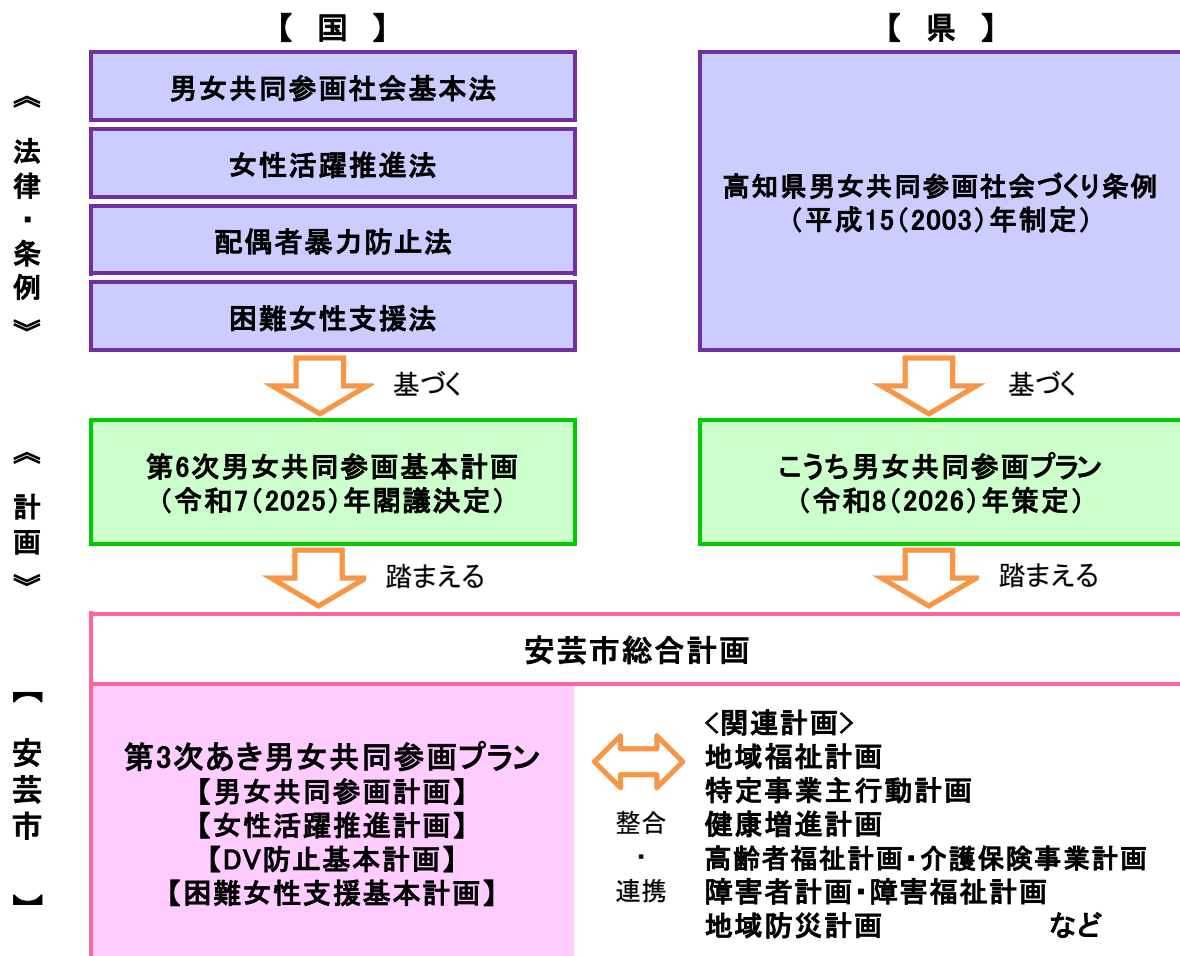 【　国　】
【　県　】
《　法律・条例　》
男女共同参画社会基本法
女性活躍推進法
配偶者暴力防止法
困難女性支援法
高知県男女共同参画社会づくり条例
（平成15（2003）年制定）
基づく
基づく
《　計画　》
第6次男女共同参画基本計画
（令和7（2025）年閣議決定）
こうち男女共同参画プラン
（令和8（2026）年策定）
踏まえる
踏まえる
【　安芸市　】
安芸市総合計画
第3次あき男女共同参画プラン
【男女共同参画計画】
【女性活躍推進計画】
【DV防止基本計画】
【困難女性支援基本計画】
整合
・
連携
<関連計画>
地域福祉計画
特定事業主行動計画
健康増進計画
高齢者福祉計画・介護保険事業計画
障害者計画・障害福祉計画
地域防災計画　　　　　　など